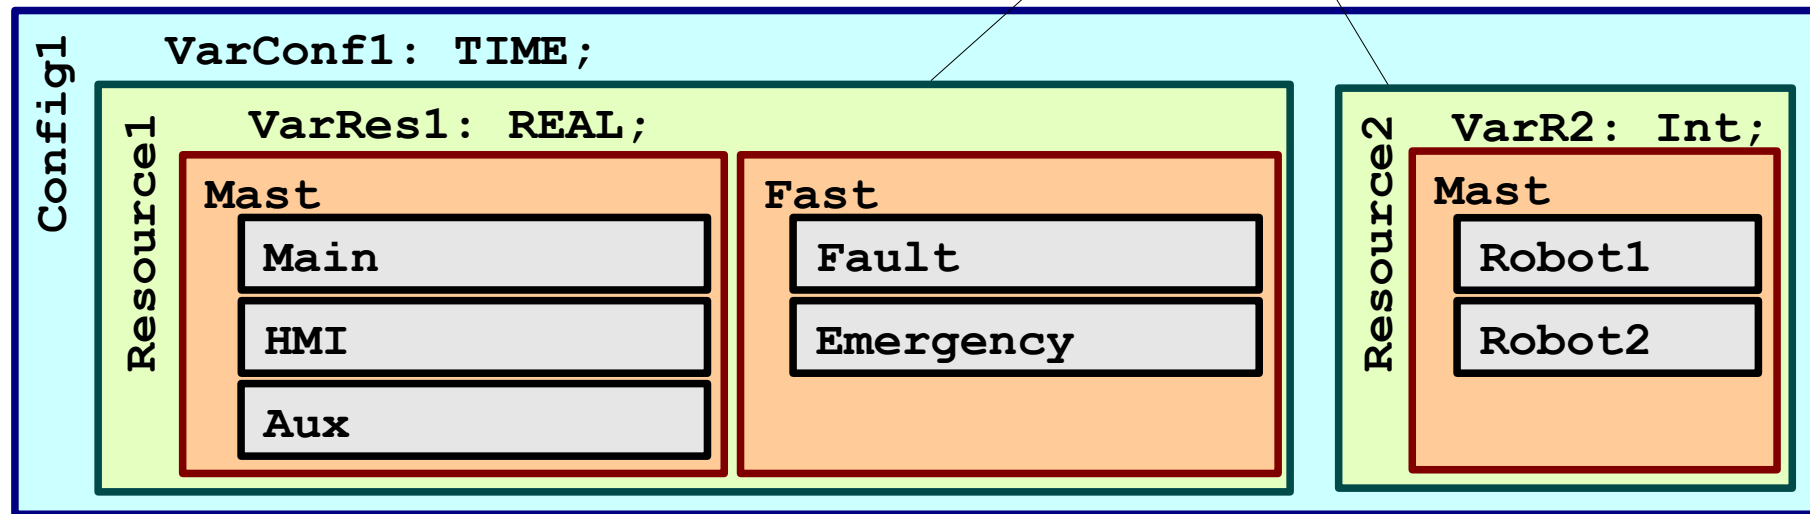 Config1
VarConf1: TIME;
Resource1
VarRes1: REAL;
Mast
Main
HMI
Aux
Fast
Fault
Emergency
Resource2
VarR2: Int;
Mast
Robot1
Robot2